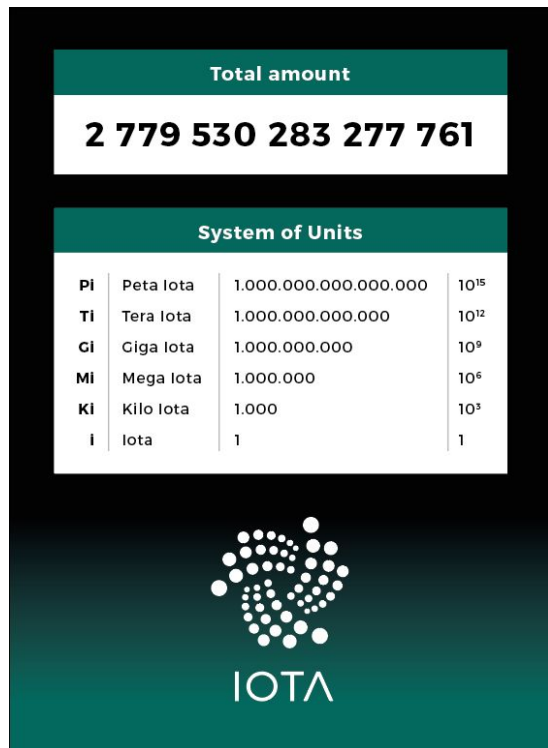 Total amount
2 779 530 283 277 761
System of Units
Pi Peta Iota 1.000.000.000.000.000 10¹⁵
Ti Tera Iota 1.000.000.000.000 10¹²
Gi Giga Iota 1.000.000.000 10⁹
Mi Mega Iota 1.000.000 10⁶
Ki Kilo Iota 1.000 10³
i Iota 1 1
IOTA